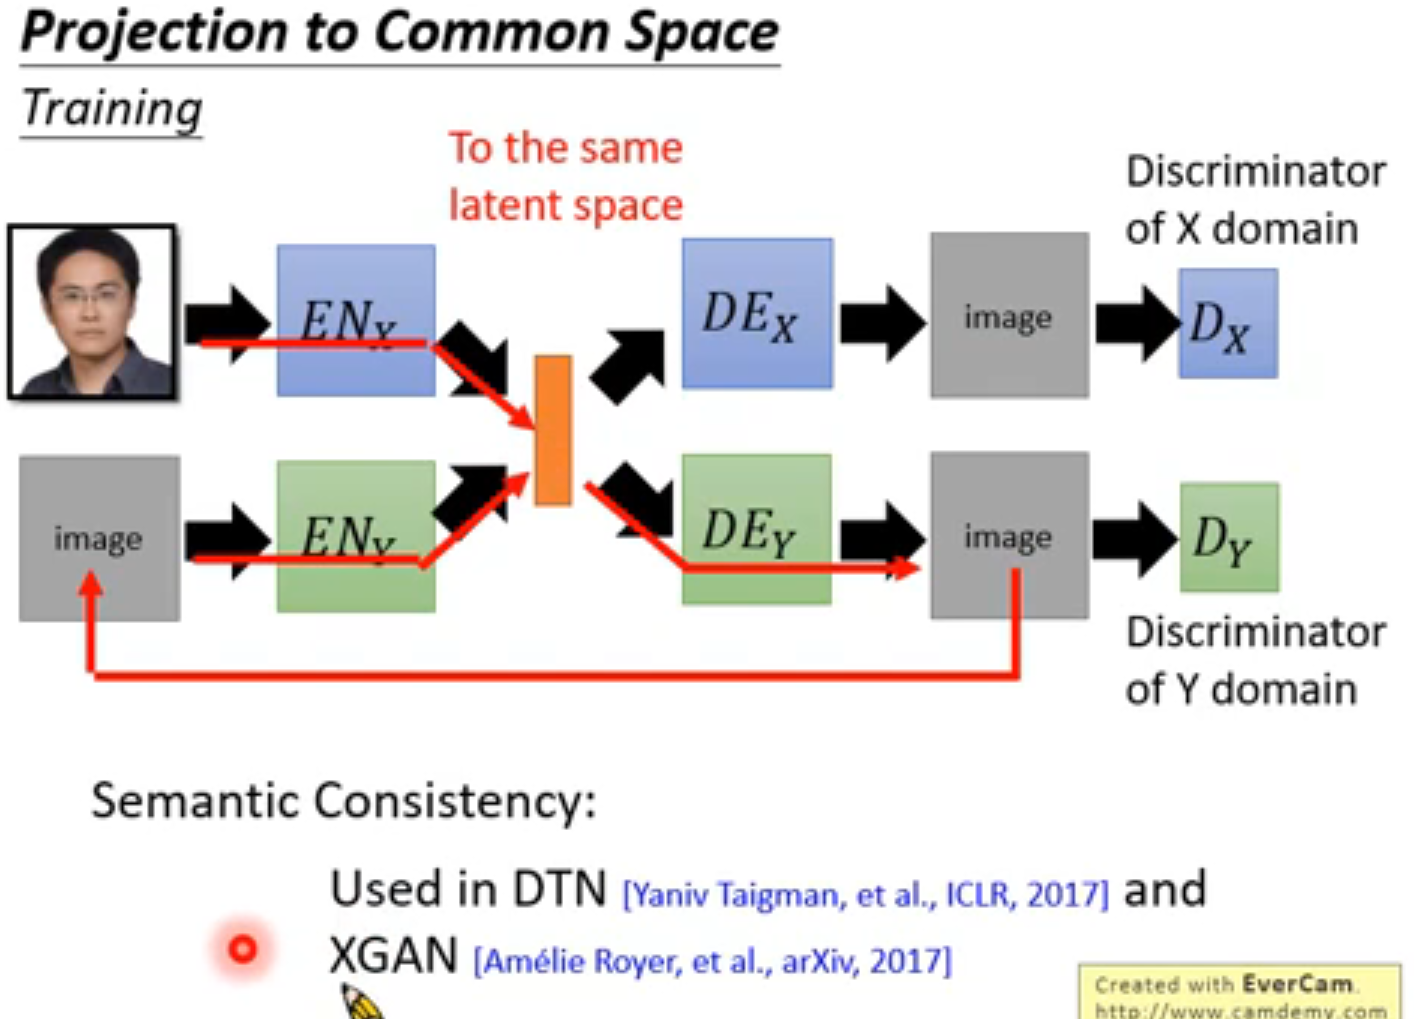 Projection to Common Space
Training
To the same
latent space
Discriminator
of X domain
EN_X
DE_X
image
D_X
image
EN_Y
DE_Y
image
D_Y
Discriminator
of Y domain
Semantic Consistency:
Used in DTN [Yaniv Taigman, et al., ICLR, 2017] and
XGAN [Amélie Royer, et al., arXiv, 2017]
Created with EverCam.
http://www.camdemy.com